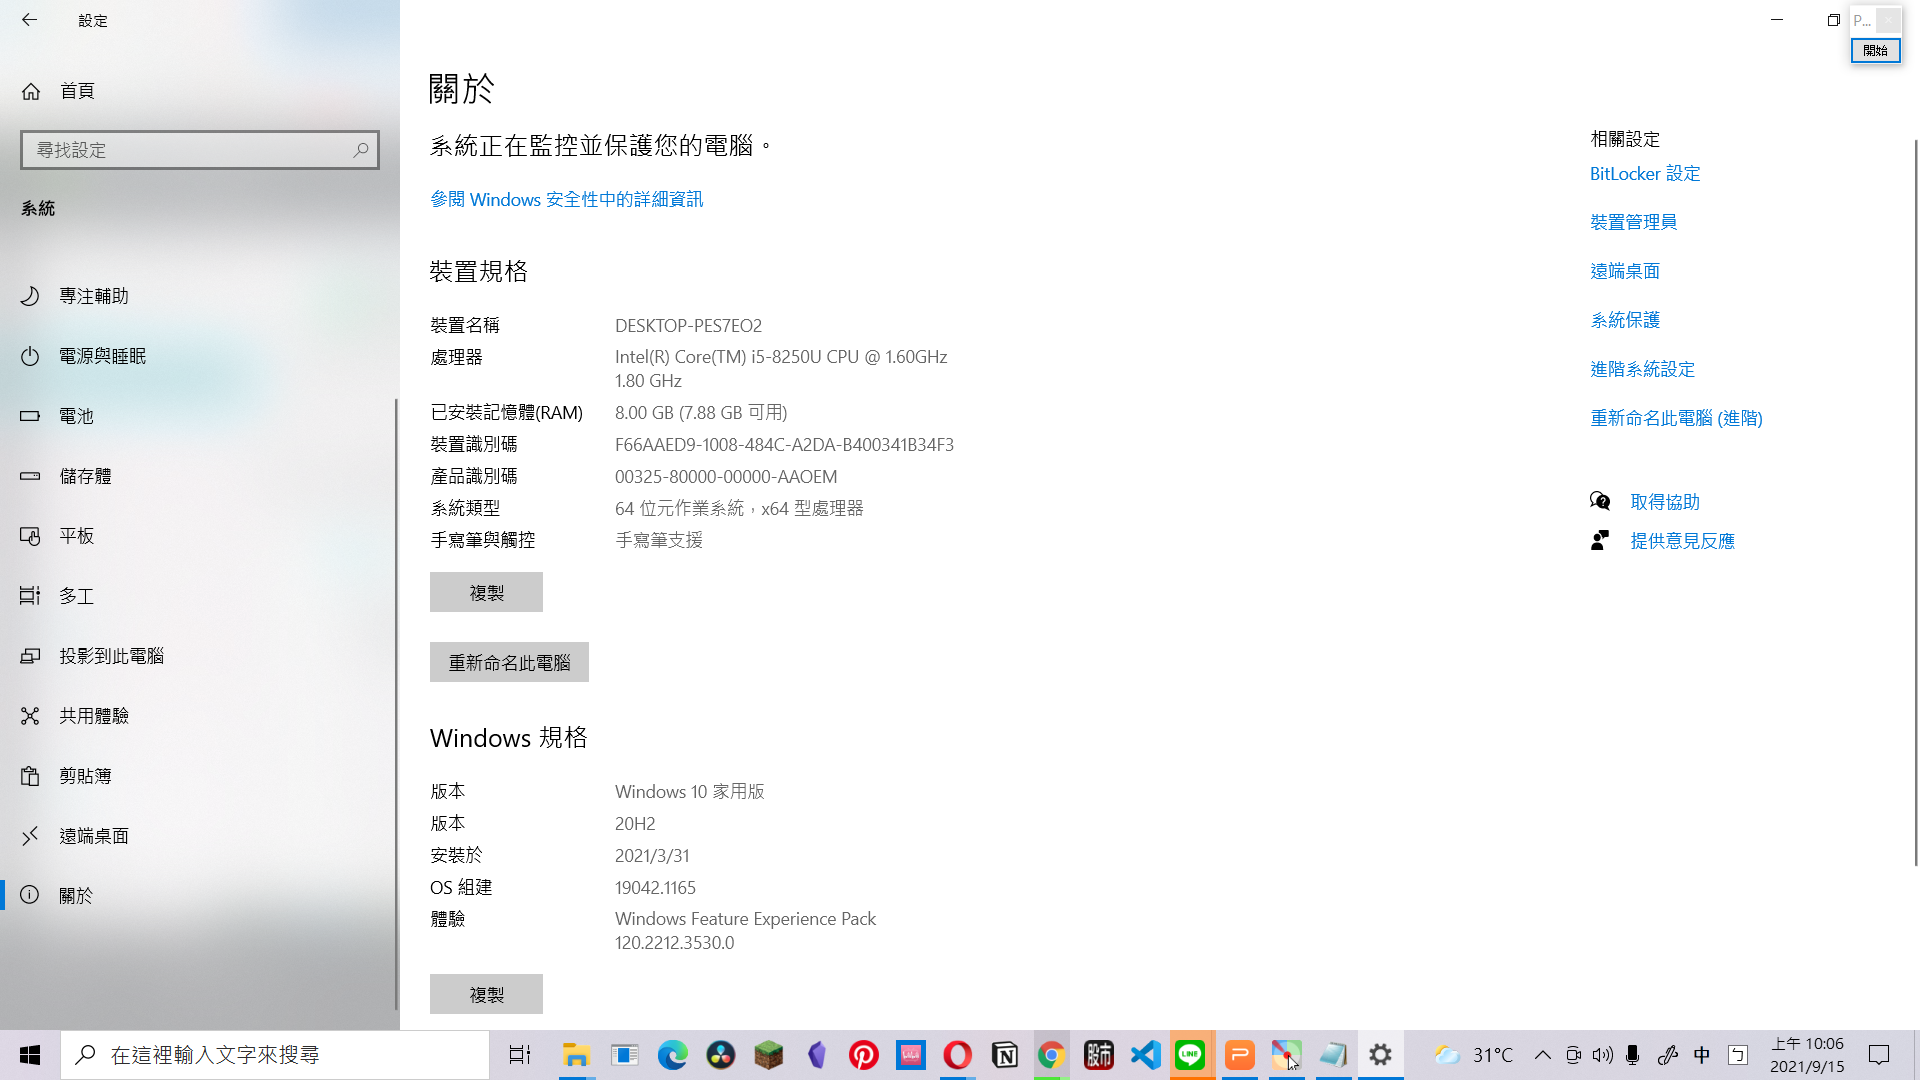 設定
P...
開始
首頁
尋找設定
系統
專注輔助
電源與睡眠
電池
儲存體
平板
多工
投影到此電腦
共用體驗
剪貼簿
遠端桌面
關於
關於
系統正在監控並保護您的電腦。
參閱 Windows 安全性中的詳細資訊
裝置規格
裝置名稱 DESKTOP-PES7EO2
處理器 Intel(R) Core(TM) i5-8250U CPU @ 1.60GHz
1.80 GHz
已安裝記憶體(RAM) 8.00 GB (7.88 GB 可用)
裝置識別碼 F66AAED9-1008-484C-A2DA-B400341B34F3
產品識別碼 00325-80000-00000-AAOEM
系統類型 64 位元作業系統，x64 型處理器
手寫筆與觸控 手寫筆支援
複製
重新命名此電腦
Windows 規格
版本 Windows 10 家用版
版本 20H2
安裝於 2021/3/31
OS 組建 19042.1165
體驗 Windows Feature Experience Pack
120.2212.3530.0
複製
相關設定
BitLocker 設定
裝置管理員
遠端桌面
系統保護
進階系統設定
重新命名此電腦 (進階)
取得協助
提供意見反應
在這裡輸入文字來搜尋
股市
LINE
31°C
中
ㄅ
上午 10:06
2021/9/15